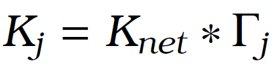 K_j = K_{net} * Γ_j